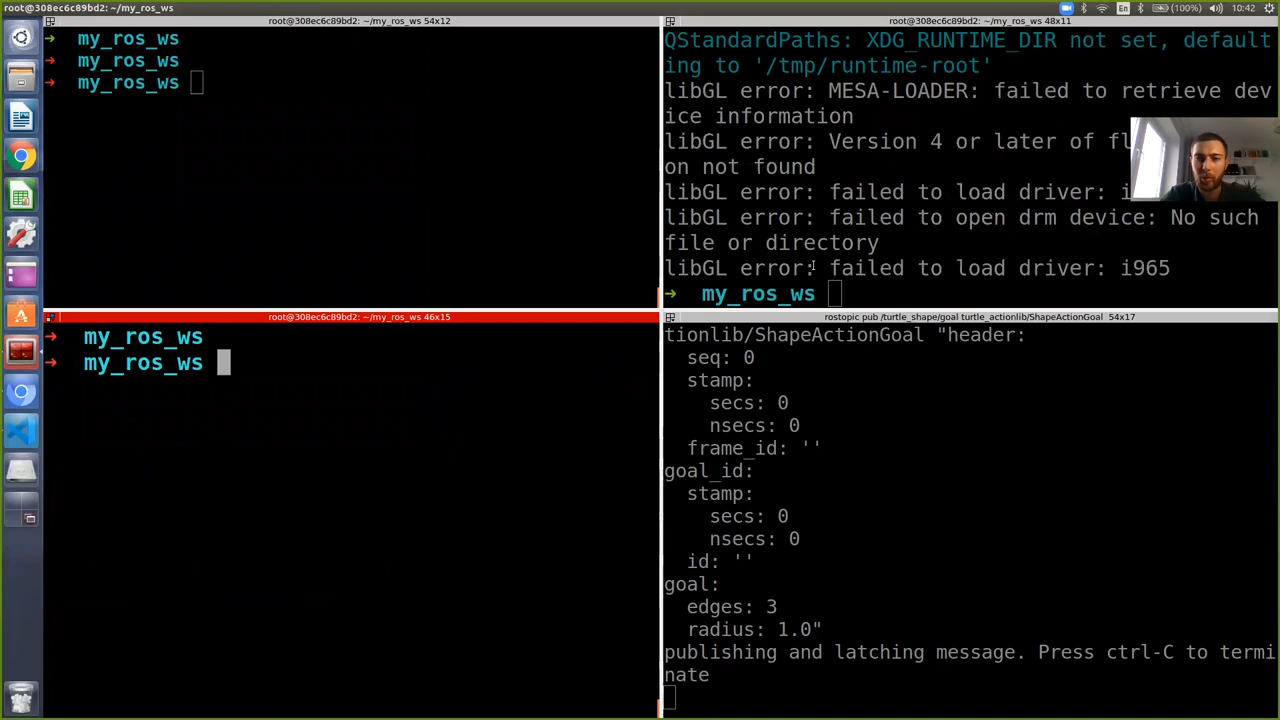 root@308ec6c89bd2: ~/my_ros_ws
En
(100%)
10:42
root@308ec6c89bd2: ~/my_ros_ws 54x12
➜ my_ros_ws
➜ my_ros_ws
➜ my_ros_ws
root@308ec6c89bd2: ~/my_ros_ws 48x11
QStandardPaths: XDG_RUNTIME_DIR not set, default
ing to '/tmp/runtime-root'
libGL error: MESA-LOADER: failed to retrieve dev
ice information
libGL error: Version 4 or later of
on not found
libGL error: failed to load driver:
libGL error: failed to open drm device: No such
file or directory
libGL error: failed to load driver: i965
➜ my_ros_ws
root@308ec6c89bd2: ~/my_ros_ws 46x15
➜ my_ros_ws
➜ my_ros_ws
rostopic pub /turtle_shape/goal turtle_actionlib/ShapeActionGoal 54x17
tionlib/ShapeActionGoal "header:
seq: 0
stamp:
secs: 0
nsecs: 0
frame_id: ''
goal_id:
stamp:
secs: 0
nsecs: 0
id: ''
goal:
edges: 3
radius: 1.0"
publishing and latching message. Press ctrl-C to termi
nate